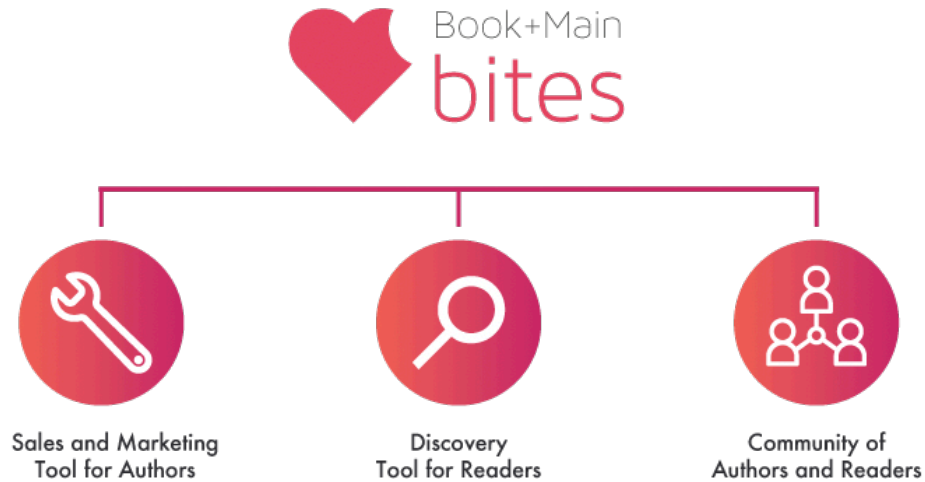 Book+Main
bites
Sales and Marketing
Tool for Authors
Discovery
Tool for Readers
Community of
Authors and Readers